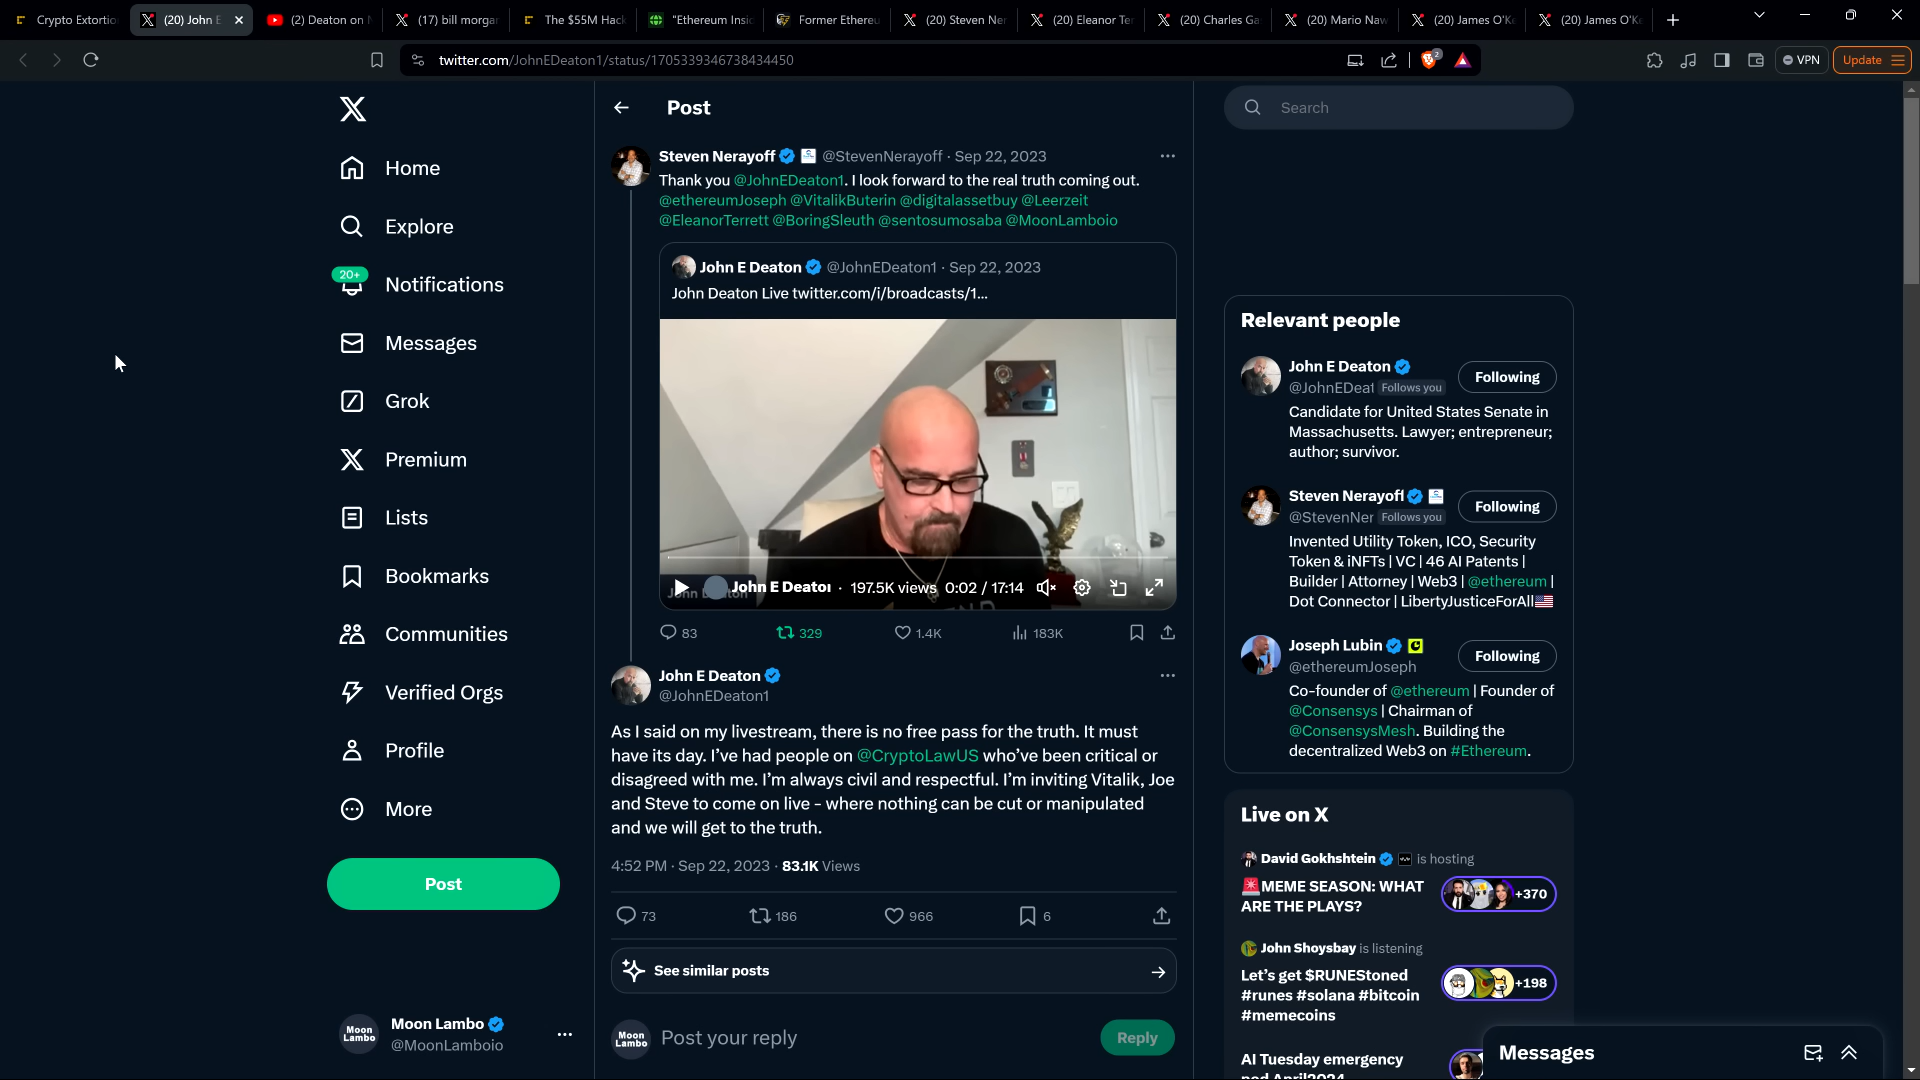 Crypto Extortio
(20) John E
(2) Deaton on
(17) bill morgan
The $55M Hack
"Ethereum Insi
Former Ethereu
(20) Steven Ner
(20) Eleanor Ter
(20) Charles Ga
(20) Mario Naw
(20) James O'K
(20) James O'K
twitter.com/JohnEDeaton1/status/1705339346738434450
2
VPN
Update
Home
Explore
20+
Notifications
Messages
Grok
Premium
Lists
Bookmarks
Communities
Verified Orgs
Profile
More
Post
Moon Lambo
@MoonLamboio
Post
Steven Nerayoff @StevenNerayoff · Sep 22, 2023
Thank you @JohnEDeaton1. I look forward to the real truth coming out.
@ethereumJoseph @VitalikButerin @digitalassetbuy @Leerzeit
@EleanorTerrett @BoringSleuth @sentosumosaba @MoonLamboio
John E Deaton @JohnEDeaton1 · Sep 22, 2023
John Deaton Live twitter.com/i/broadcasts/1...
John E Deaton · 197.5K views 0:02 / 17:14
83 329 1.4K 183K
John E Deaton
@JohnEDeaton1
As I said on my livestream, there is no free pass for the truth. It must
have its day. I've had people on @CryptoLawUS who've been critical or
disagreed with me. I'm always civil and respectful. I'm inviting Vitalik, Joe
and Steve to come on live - where nothing can be cut or manipulated
and we will get to the truth.
4:52 PM · Sep 22, 2023 · 83.1K Views
73 186 966 6
See similar posts
Moon Lambo
Post your reply
Reply
Search
Relevant people
John E Deaton
@JohnEDeat Follows you
Following
Candidate for United States Senate in
Massachusetts. Lawyer; entrepreneur;
author; survivor.
Steven Nerayoff
@StevenNer Follows you
Following
Invented Utility Token, ICO, Security
Token & iNFTs | VC | 46 AI Patents |
Builder | Attorney | Web3 | @ethereum |
Dot Connector | LibertyJusticeForAll
Joseph Lubin
@ethereumJoseph
Following
Co-founder of @ethereum | Founder of
@Consensys | Chairman of
@ConsensysMesh. Building the
decentralized Web3 on #Ethereum.
Live on X
David Gokhshtein is hosting
MEME SEASON: WHAT
ARE THE PLAYS?
+370
John Shoysbay is listening
Let's get $RUNEStoned
#runes #solana #bitcoin
#memecoins
+198
AI Tuesday emergency
pod April2024
Messages